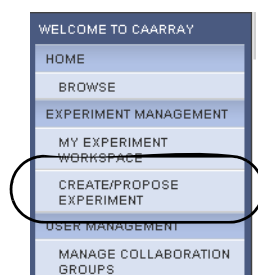 WELCOME TO CAARRAY
HOME
BROWSE
EXPERIMENT MANAGEMENT
MY EXPERIMENT
WORKSPACE
CREATE/PROPOSE
EXPERIMENT
USER MANAGEMENT
MANAGE COLLABORATION
GROUPS